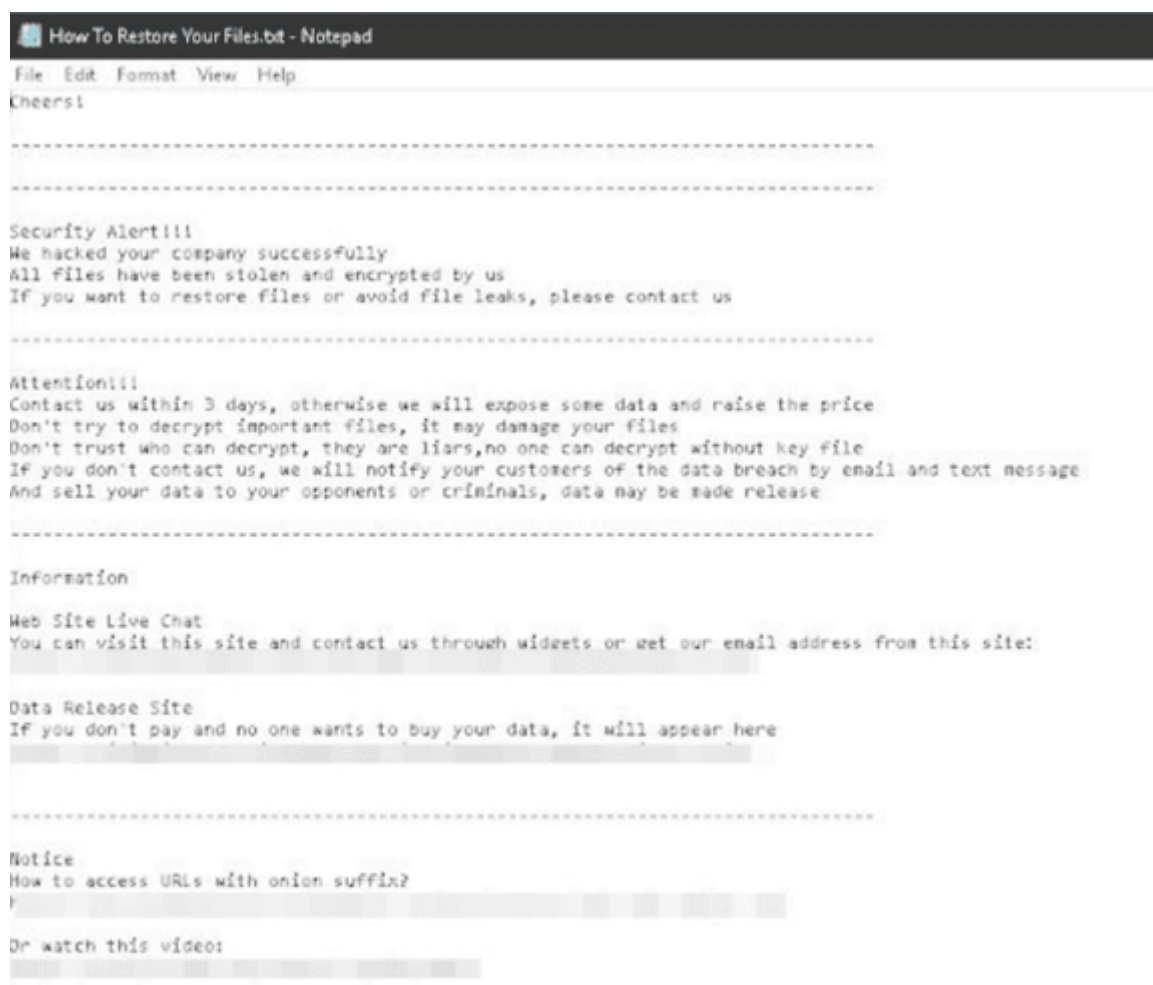 How To Restore Your Files.txt - Notepad
File Edit Format View Help
Cheers!
--------------------------------------------------------------------------------
--------------------------------------------------------------------------------
Security Alert!!!
We hacked your company successfully
All files have been stolen and encrypted by us
If you want to restore files or avoid file leaks, please contact us
--------------------------------------------------------------------------------
Attention!!!
Contact us within 3 days, otherwise we will expose some data and raise the price
Don't try to decrypt important files, it may damage your files
Don't trust who can decrypt, they are liars,no one can decrypt without key file
If you don't contact us, we will notify your customers of the data breach by email and text message
And sell your data to your opponents or criminals, data may be made release
--------------------------------------------------------------------------------
Information
Web Site Live Chat
You can visit this site and contact us through widgets or get our email address from this site:
Data Release Site
If you don't pay and no one wants to buy your data, it will appear here
--------------------------------------------------------------------------------
Notice
How to access URLs with onion suffix?
Or watch this video: